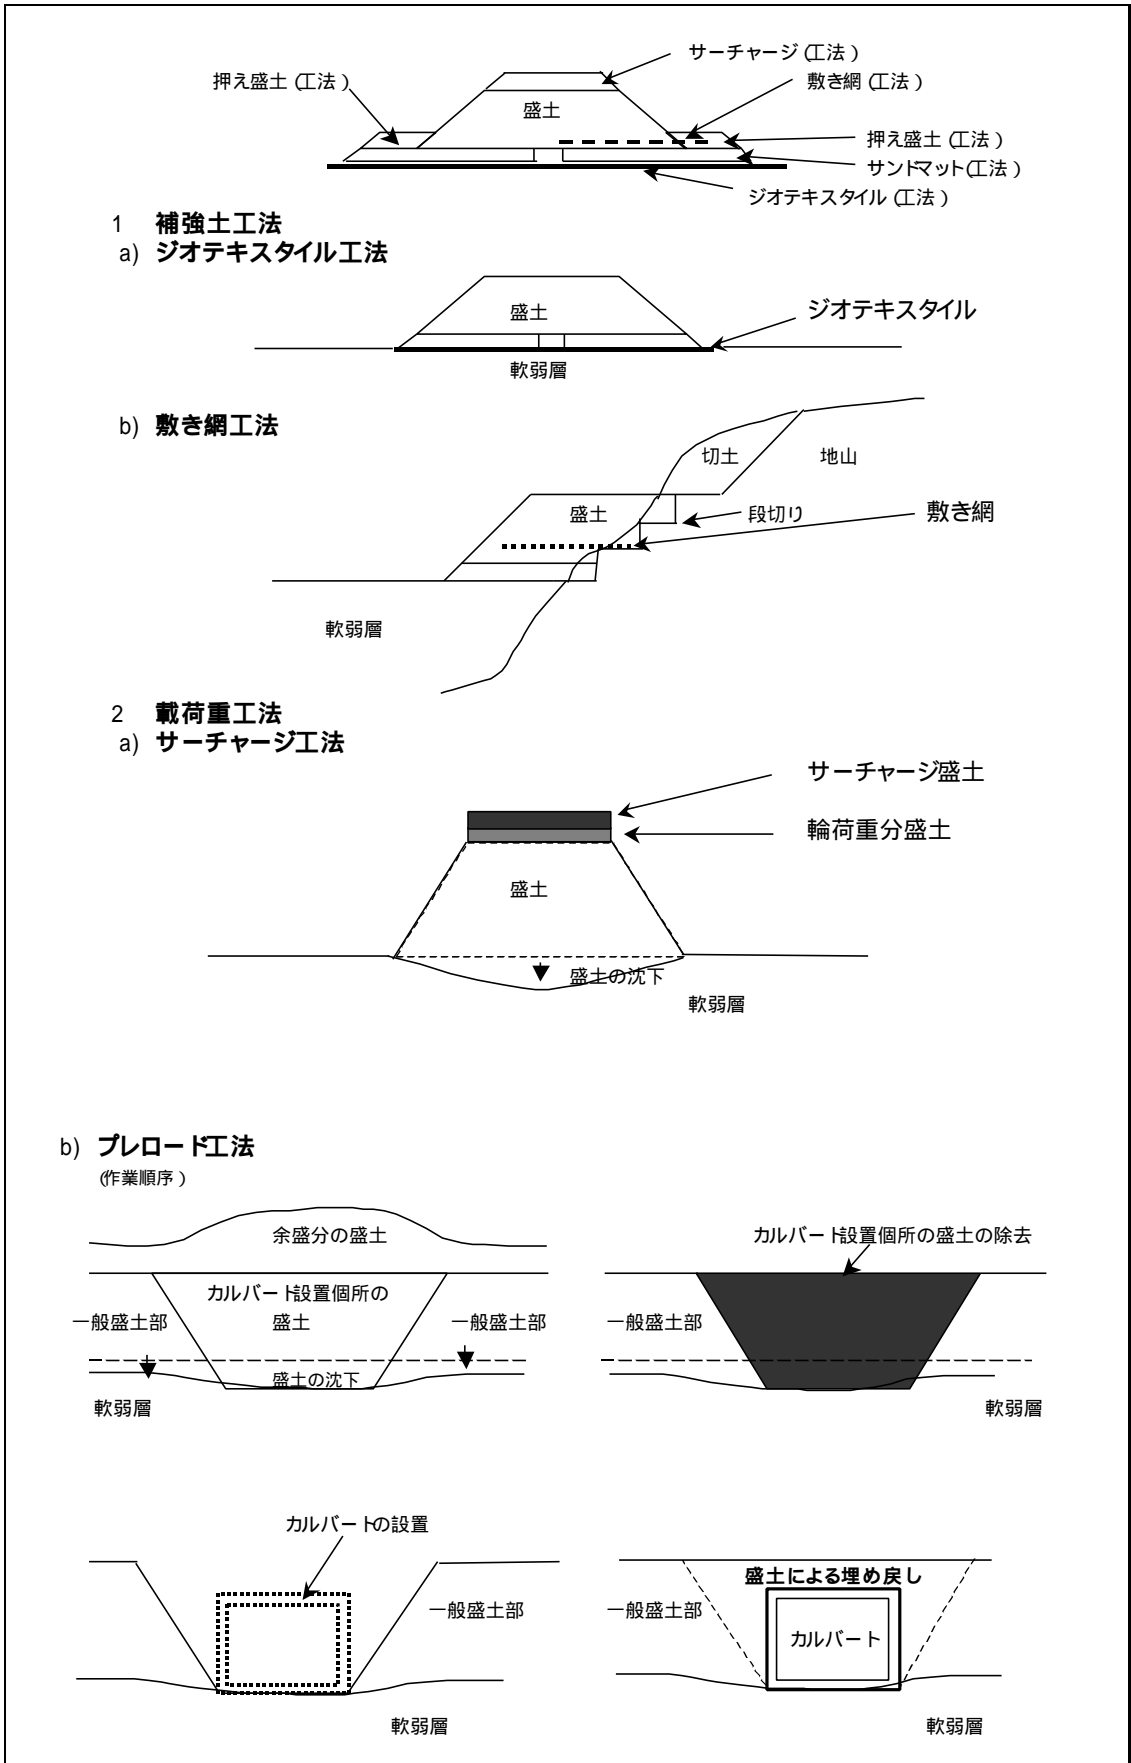 サーチャージ(工法)
押え盛土(工法)
敷き網(工法)
盛土
押え盛土(工法)
サンドマット(工法)
ジオテキスタイル(工法)
1 補強土工法
a) ジオテキスタイル工法
盛土
ジオテキスタイル
軟弱層
b) 敷き網工法
切土
地山
盛土
段切り
敷き網
軟弱層
2 載荷重工法
a) サーチャージ工法
サーチャージ盛土
輪荷重分盛土
盛土
盛土の沈下
軟弱層
b) プレロード工法
(作業順序)
余盛分の盛土
カルバート設置個所の
盛土
一般盛土部
一般盛土部
盛土の沈下
軟弱層
カルバート設置個所の盛土の除去
一般盛土部
軟弱層
カルバートの設置
一般盛土部
軟弱層
盛土による埋め戻し
一般盛土部
カルバート
軟弱層